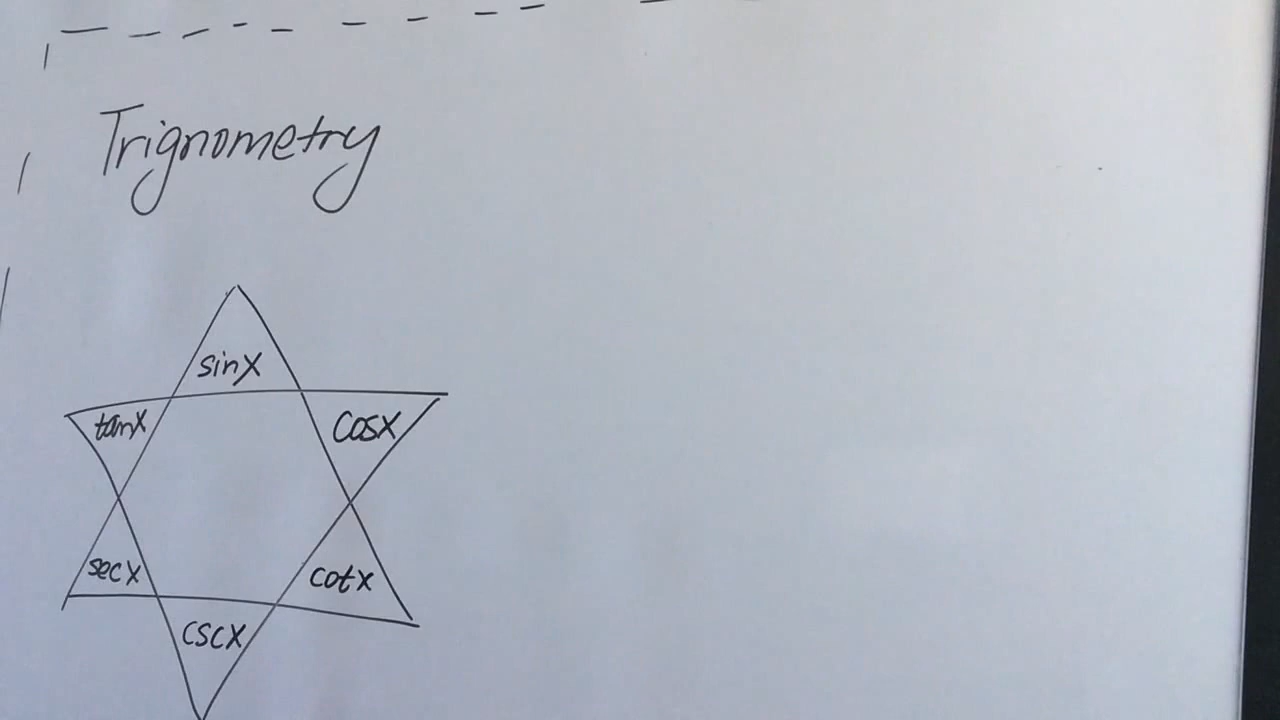 Trignometry
sinx
tanx cosx
secx cotx
cscx